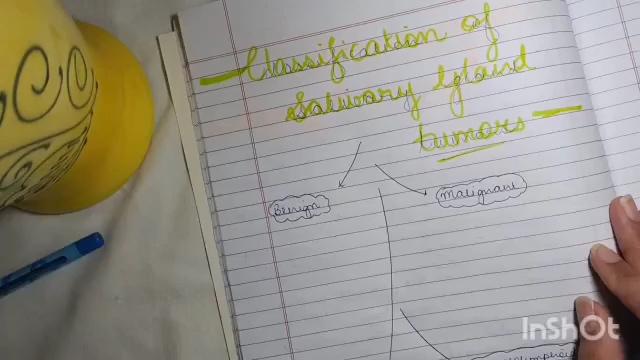 Classification of
Salivary Gland
tumors
Benign
Malignant
InShOt